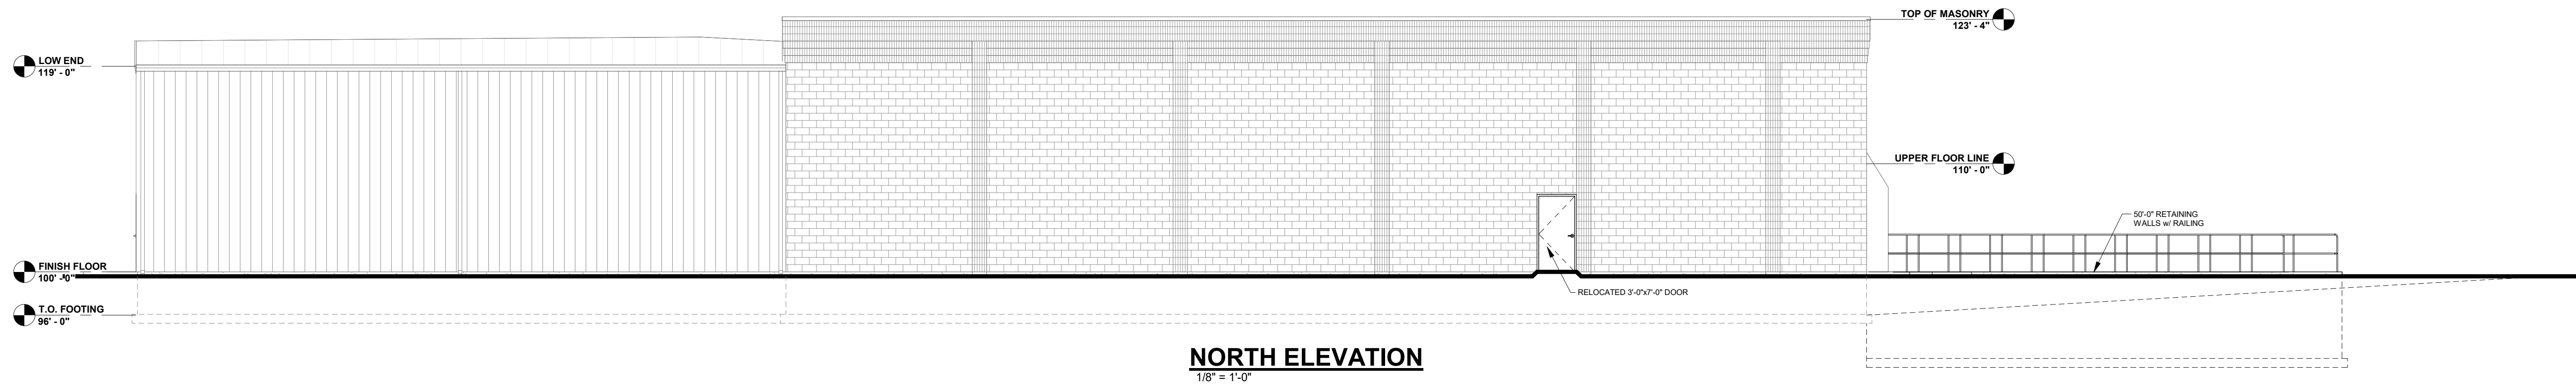 TOP OF MASONRY
123' - 4"
LOW END
119' - 0"
UPPER FLOOR LINE
110' - 0"
50'-0" RETAINING
WALLS w/ RAILING
FINISH FLOOR
100' - 0"
RELOCATED 3'-0"x7'-0" DOOR
T.O. FOOTING
96' - 0"
NORTH ELEVATION
1/8" = 1'-0"